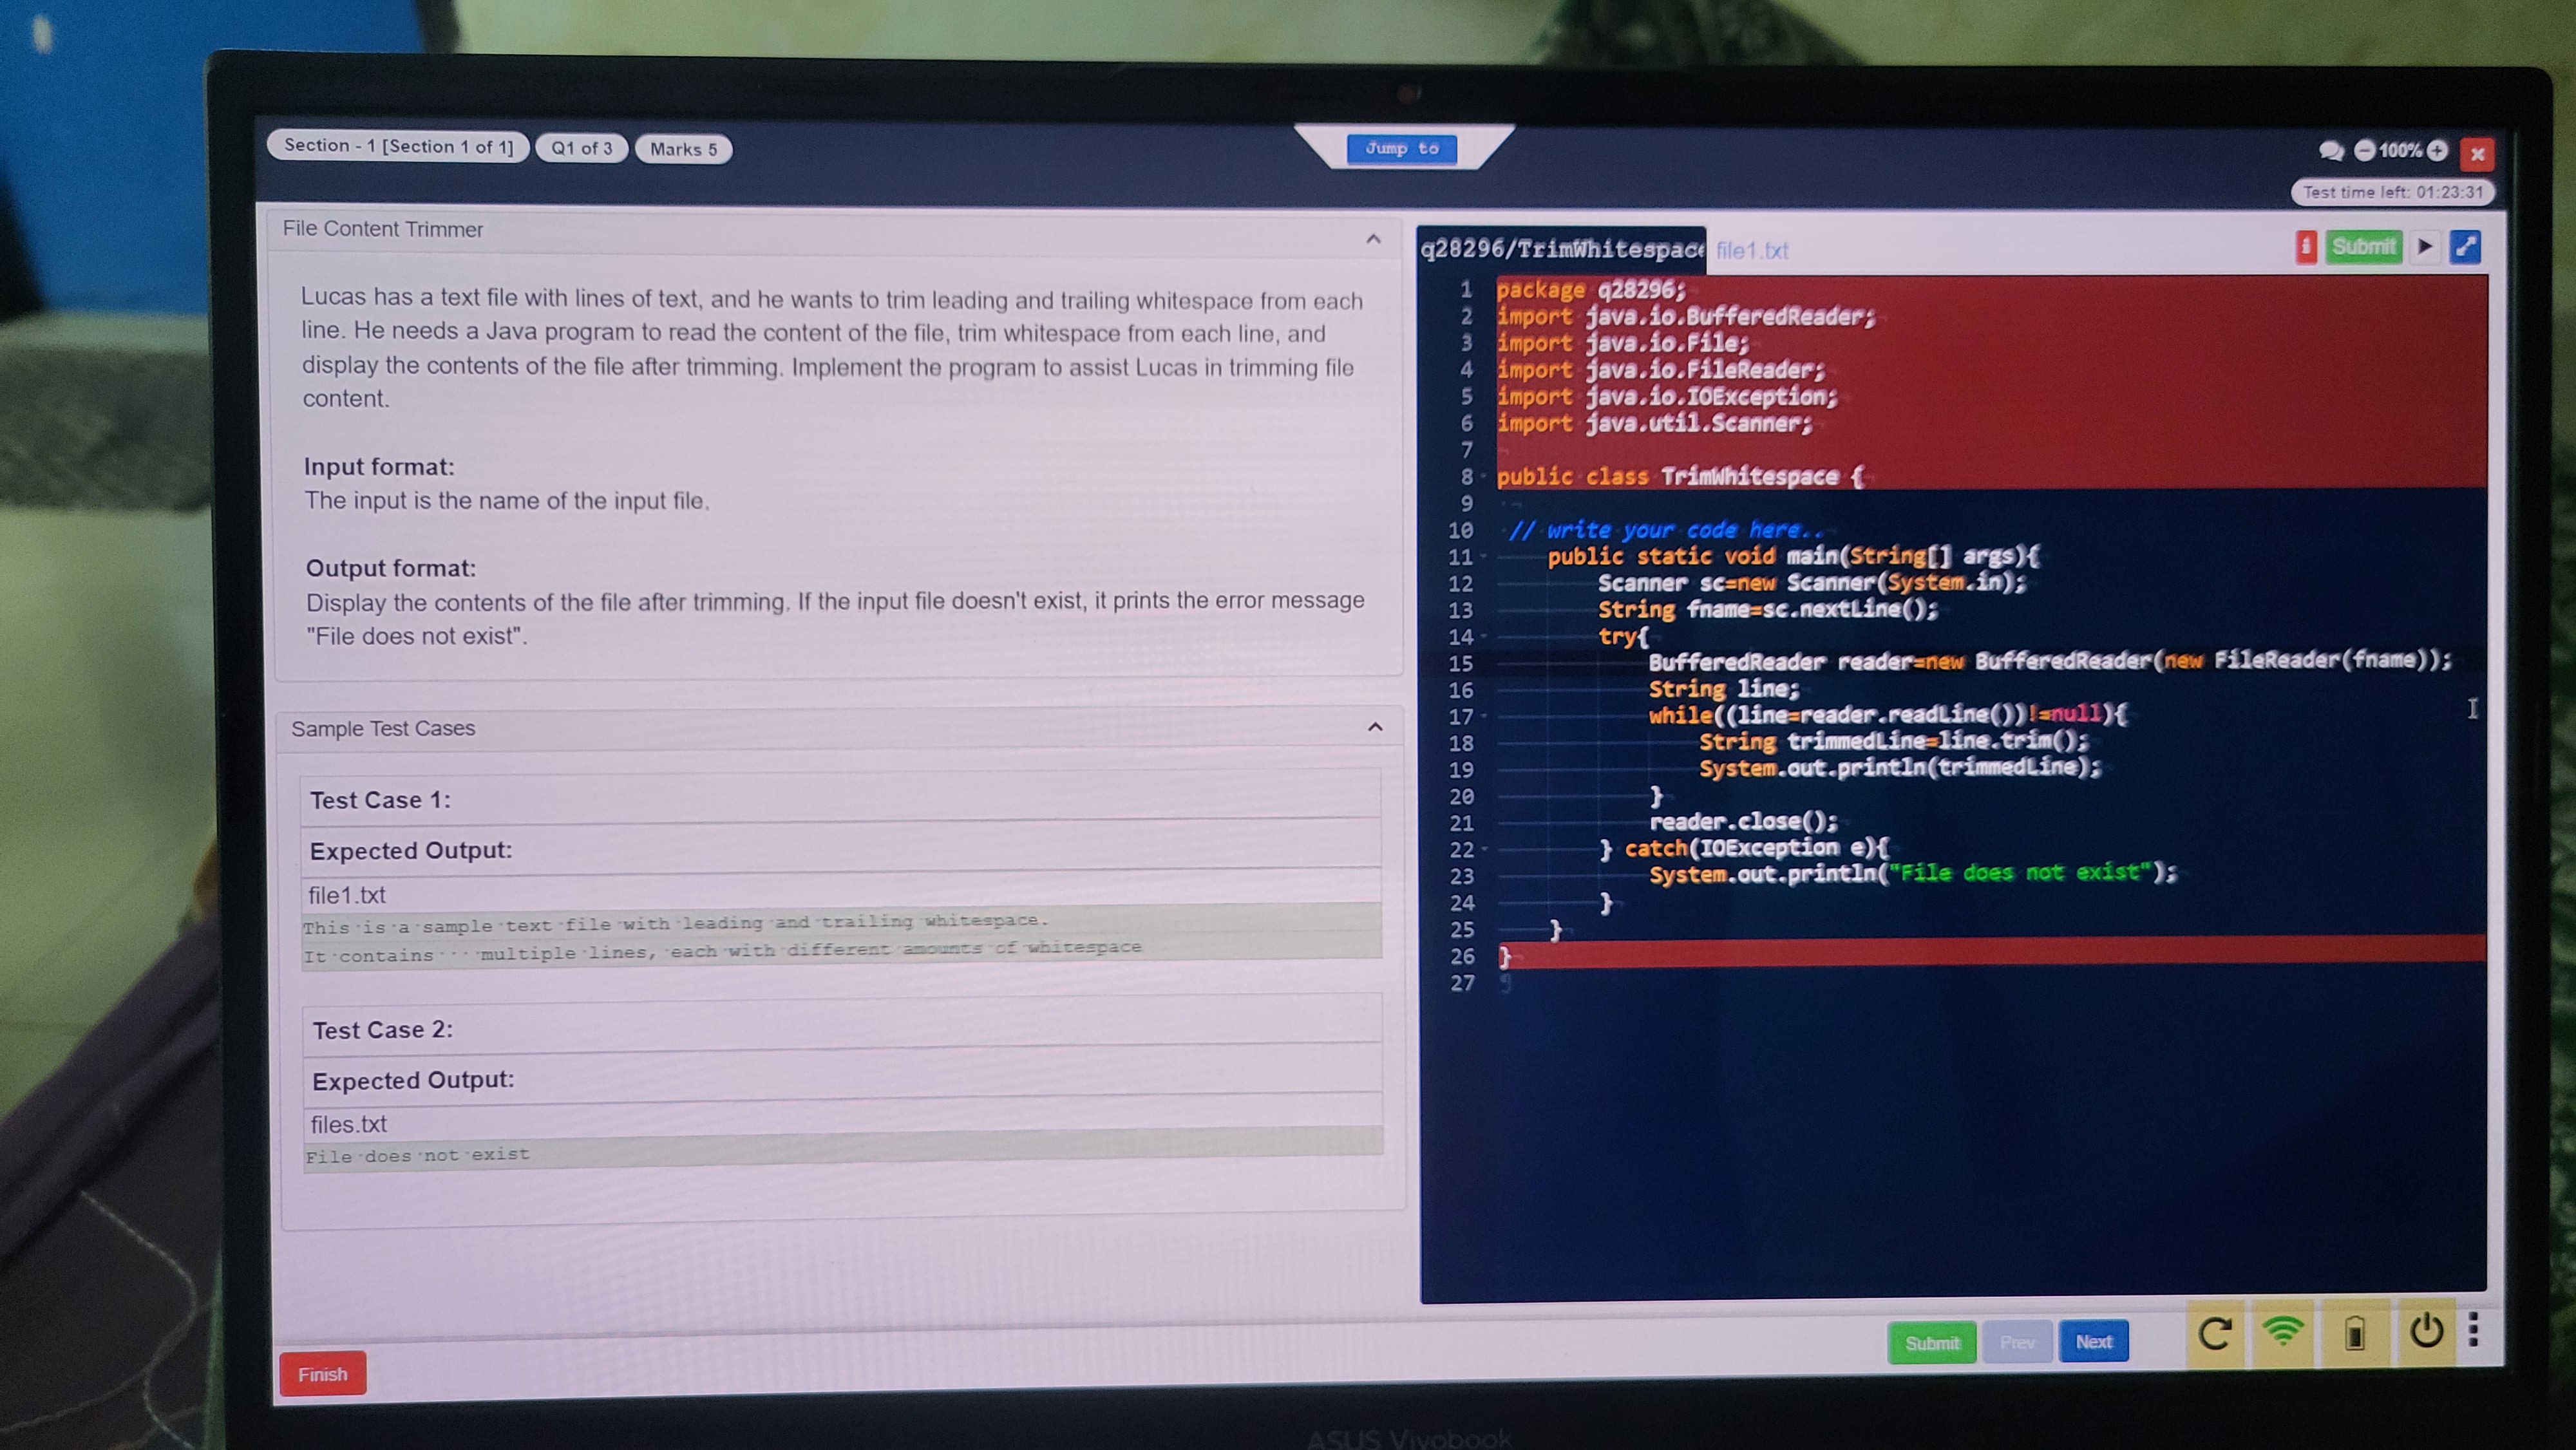 Section - 1 [Section 1 of 1] Q1 of 3 Marks 5
Jump to
100%
Test time left: 01:23:31
File Content Trimmer
Lucas has a text file with lines of text, and he wants to trim leading and trailing whitespace from each
line. He needs a Java program to read the content of the file, trim whitespace from each line, and
display the contents of the file after trimming. Implement the program to assist Lucas in trimming file
content.
Input format:
The input is the name of the input file.
Output format:
Display the contents of the file after trimming. If the input file doesn't exist, it prints the error message
"File does not exist".
Sample Test Cases
Test Case 1:
Expected Output:
file1.txt
This·is·a·sample·text·file·with·leading·and·trailing·whitespace.
It·contains····multiple·lines,·each·with·different·amounts·of·whitespace
Test Case 2:
Expected Output:
files.txt
File·does·not·exist
Finish
q28296/TrimWhitespac file1.txt
Submit
1 package q28296;
2 import java.io.BufferedReader;
3 import java.io.File;
4 import java.io.FileReader;
5 import java.io.IOException;
6 import java.util.Scanner;
7
8 public class TrimWhitespace {
9
10 // write your code here..
11 public static void main(String[] args){
12 Scanner sc=new Scanner(System.in);
13 String fname=sc.nextLine();
14 try{
15 BufferedReader reader=new BufferedReader(new FileReader(fname));
16 String line;
17 while((line=reader.readLine())!=null){
18 String trimmedLine=line.trim();
19 System.out.println(trimmedLine);
20 }
21 reader.close();
22 } catch(IOException e){
23 System.out.println("File does not exist");
24 }
25 }
26 }
27
Submit Prev Next
ASUS Vivobook